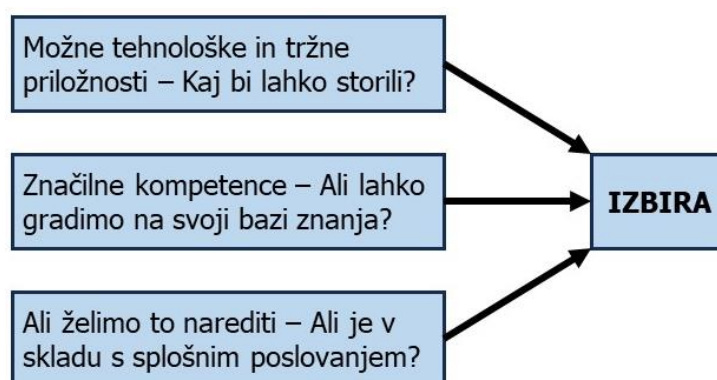 Možne tehnološke in tržne
priložnosti – Kaj bi lahko storili?
Značilne kompetence – Ali lahko
gradimo na svoji bazi znanja?
IZBIRA
Ali želimo to narediti – Ali je v
skladu s splošnim poslovanjem?